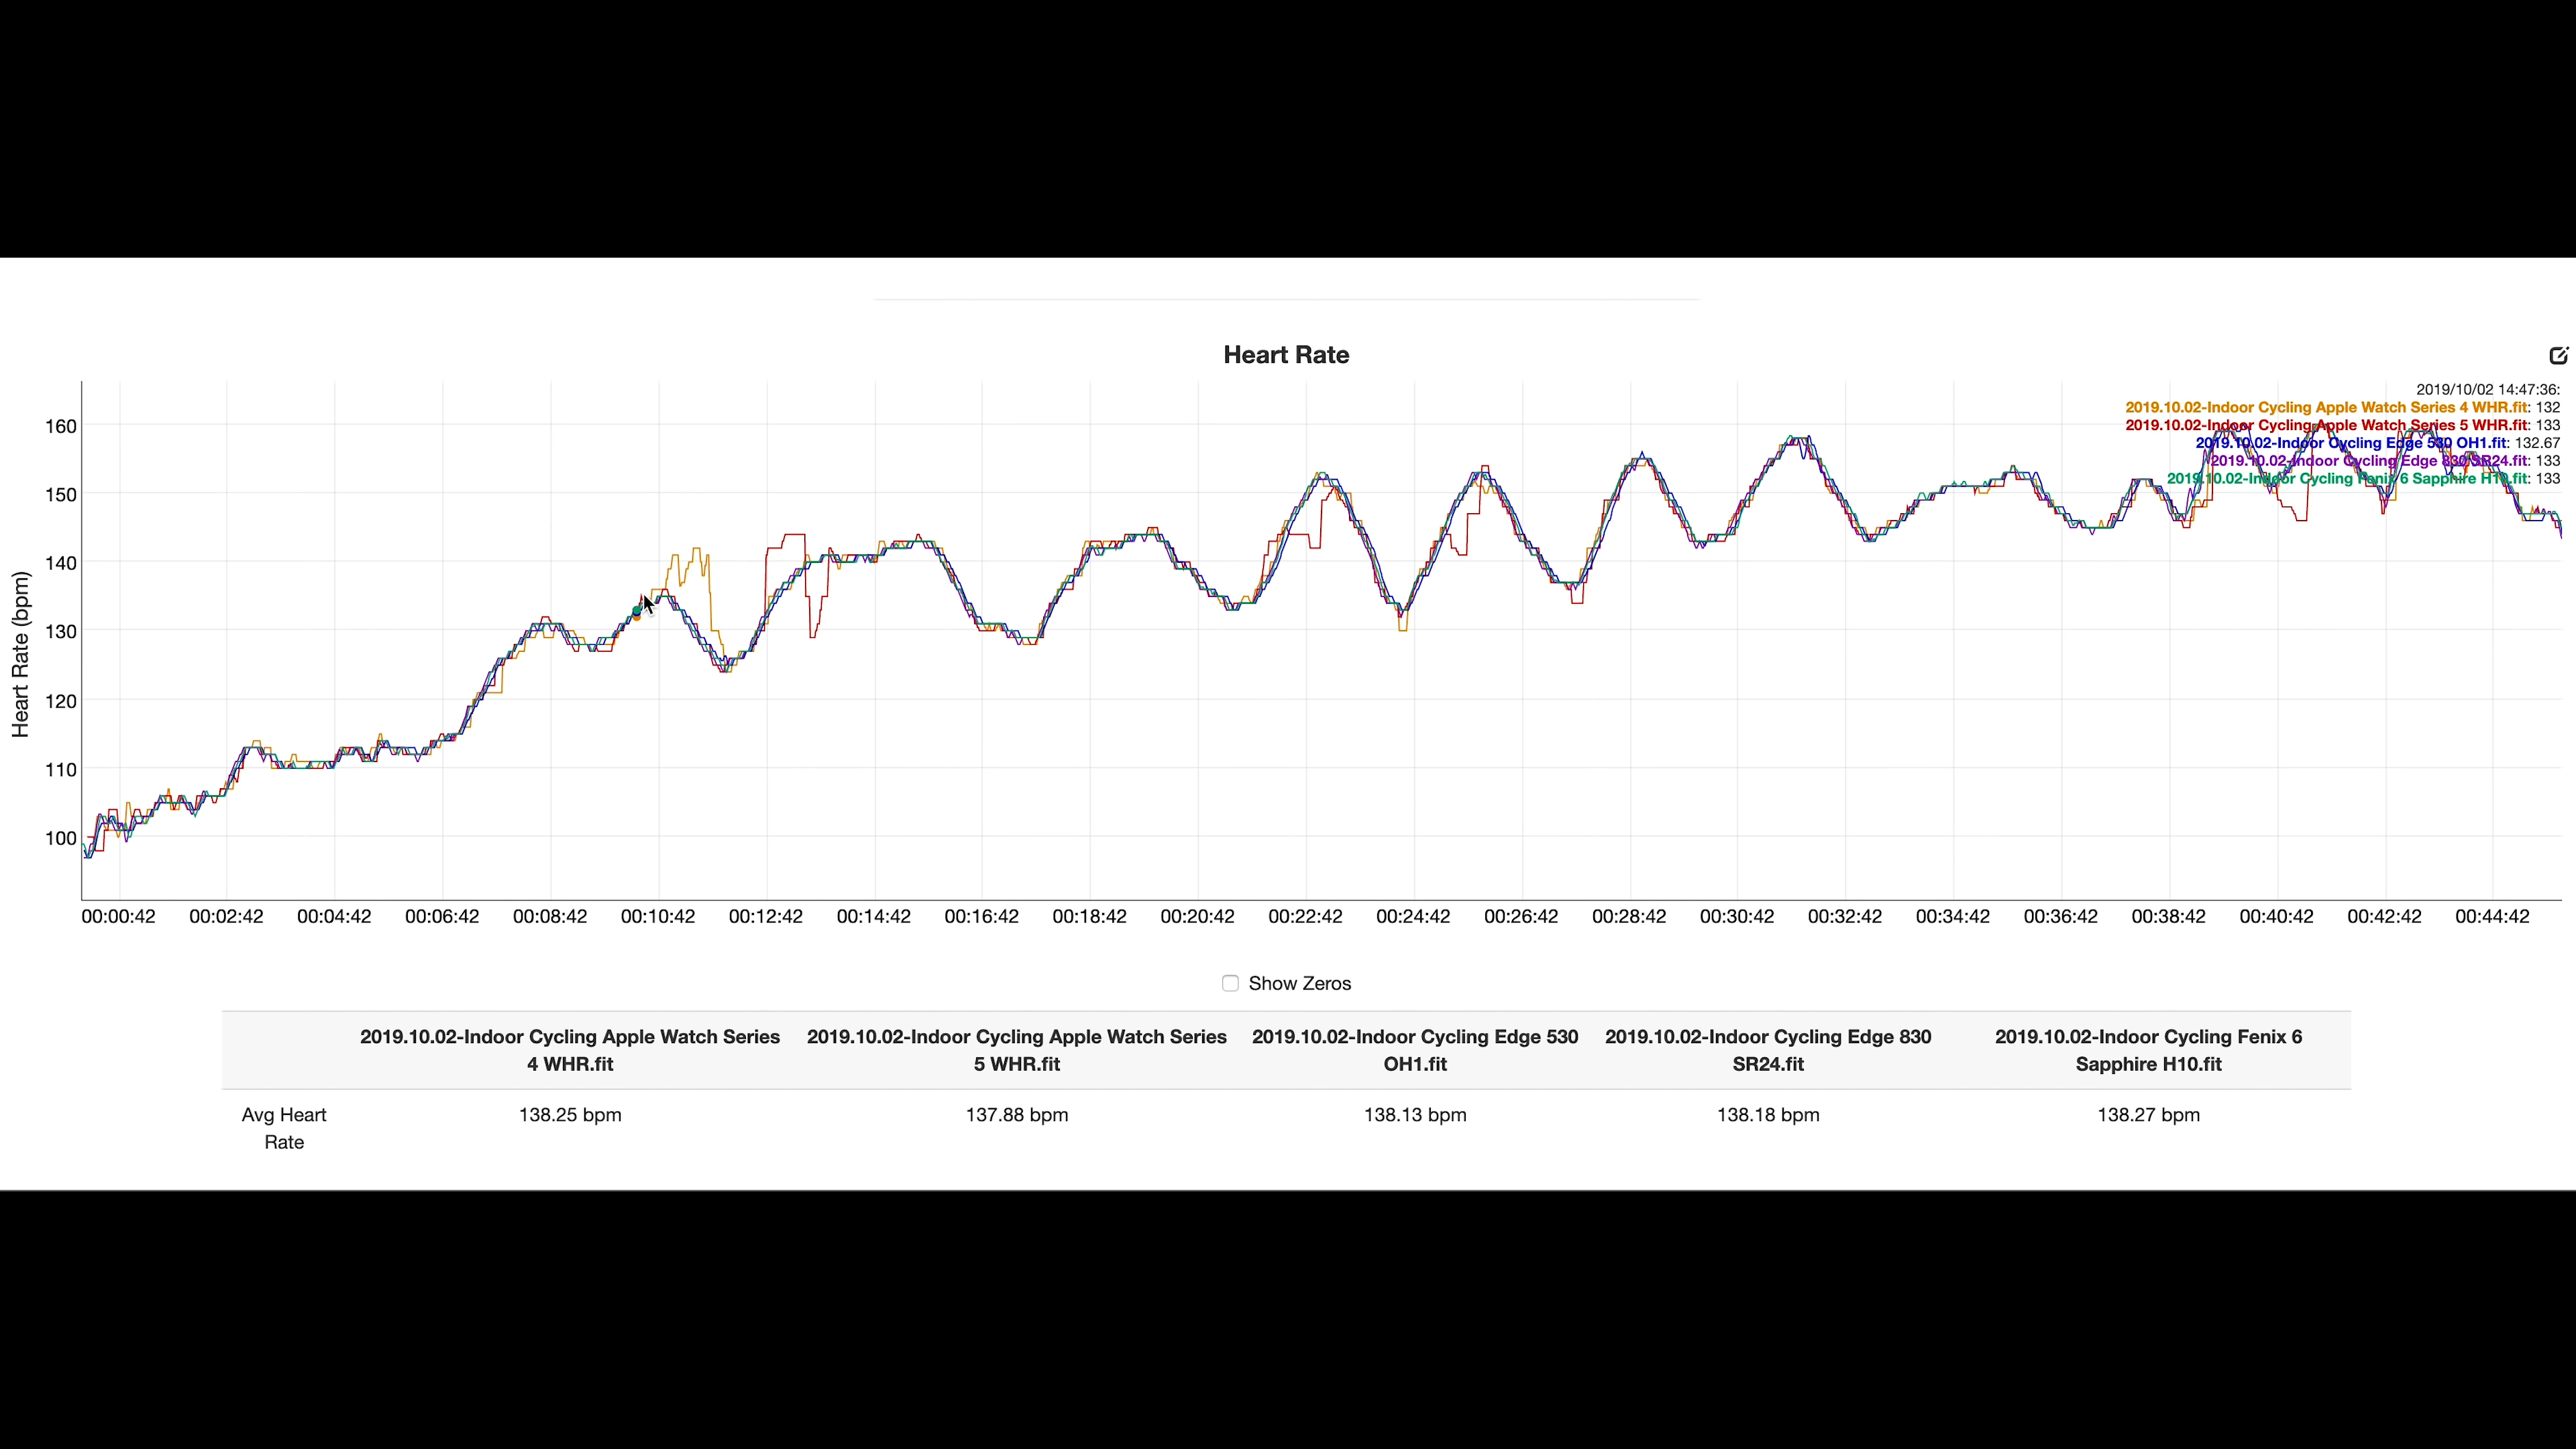 Heart Rate
2019/10/02 14:47:36:
2019.10.02-Indoor Cycling Apple Watch Series 4 WHR.fit: 132
2019.10.02-Indoor Cycling Apple Watch Series 5 WHR.fit: 133
2019.10.02-Indoor Cycling Edge 530 OH1.fit: 132.67
2019.10.02-Indoor Cycling Edge 830 SR24.fit: 133
2019.10.02-Indoor Cycling Fenix 6 Sapphire H10.fit: 133
Heart Rate (bpm)
160
150
140
130
120
110
100
00:00:42 00:02:42 00:04:42 00:06:42 00:08:42 00:10:42 00:12:42 00:14:42 00:16:42 00:18:42 00:20:42 00:22:42 00:24:42 00:26:42 00:28:42 00:30:42 00:32:42 00:34:42 00:36:42 00:38:42 00:40:42 00:42:42 00:44:42
Show Zeros
2019.10.02-Indoor Cycling Apple Watch Series 2019.10.02-Indoor Cycling Apple Watch Series 2019.10.02-Indoor Cycling Edge 530 2019.10.02-Indoor Cycling Edge 830 2019.10.02-Indoor Cycling Fenix 6
4 WHR.fit 5 WHR.fit OH1.fit SR24.fit Sapphire H10.fit
Avg Heart 138.25 bpm 137.88 bpm 138.13 bpm 138.18 bpm 138.27 bpm
Rate